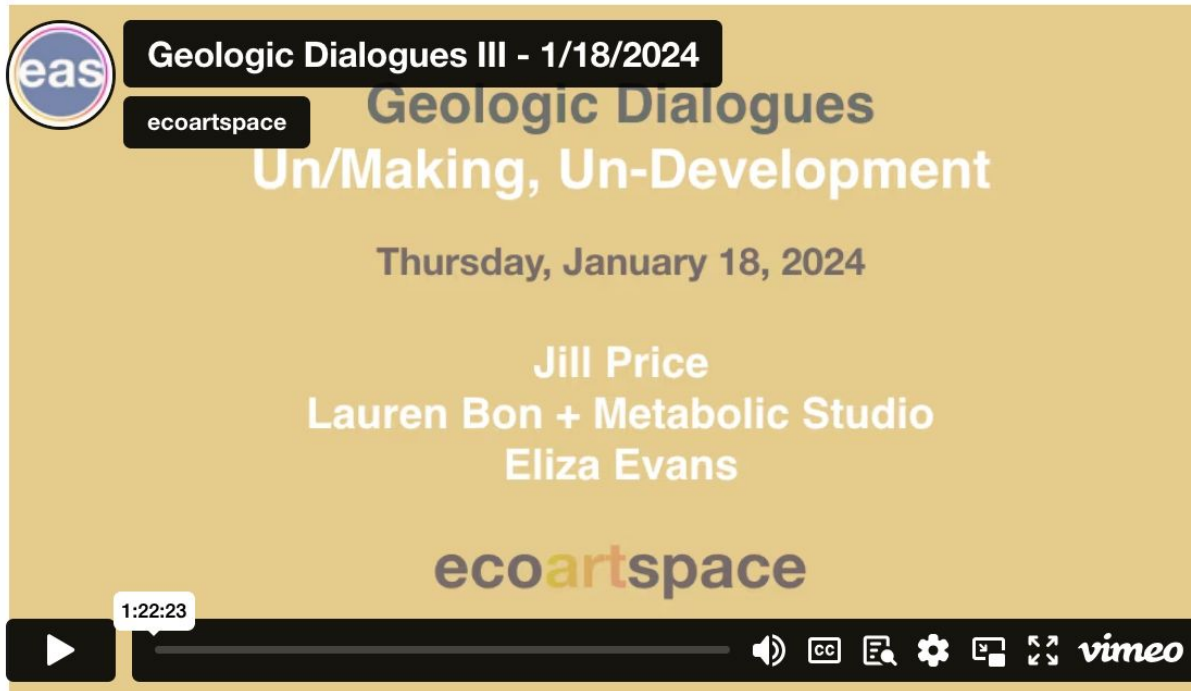 eas
Geologic Dialogues III - 1/18/2024
ecoartspace
Geologic Dialogues
Un/Making, Un-Development
Thursday, January 18, 2024
Jill Price
Lauren Bon + Metabolic Studio
Eliza Evans
ecoartspace
1:22:23
CC
vimeo